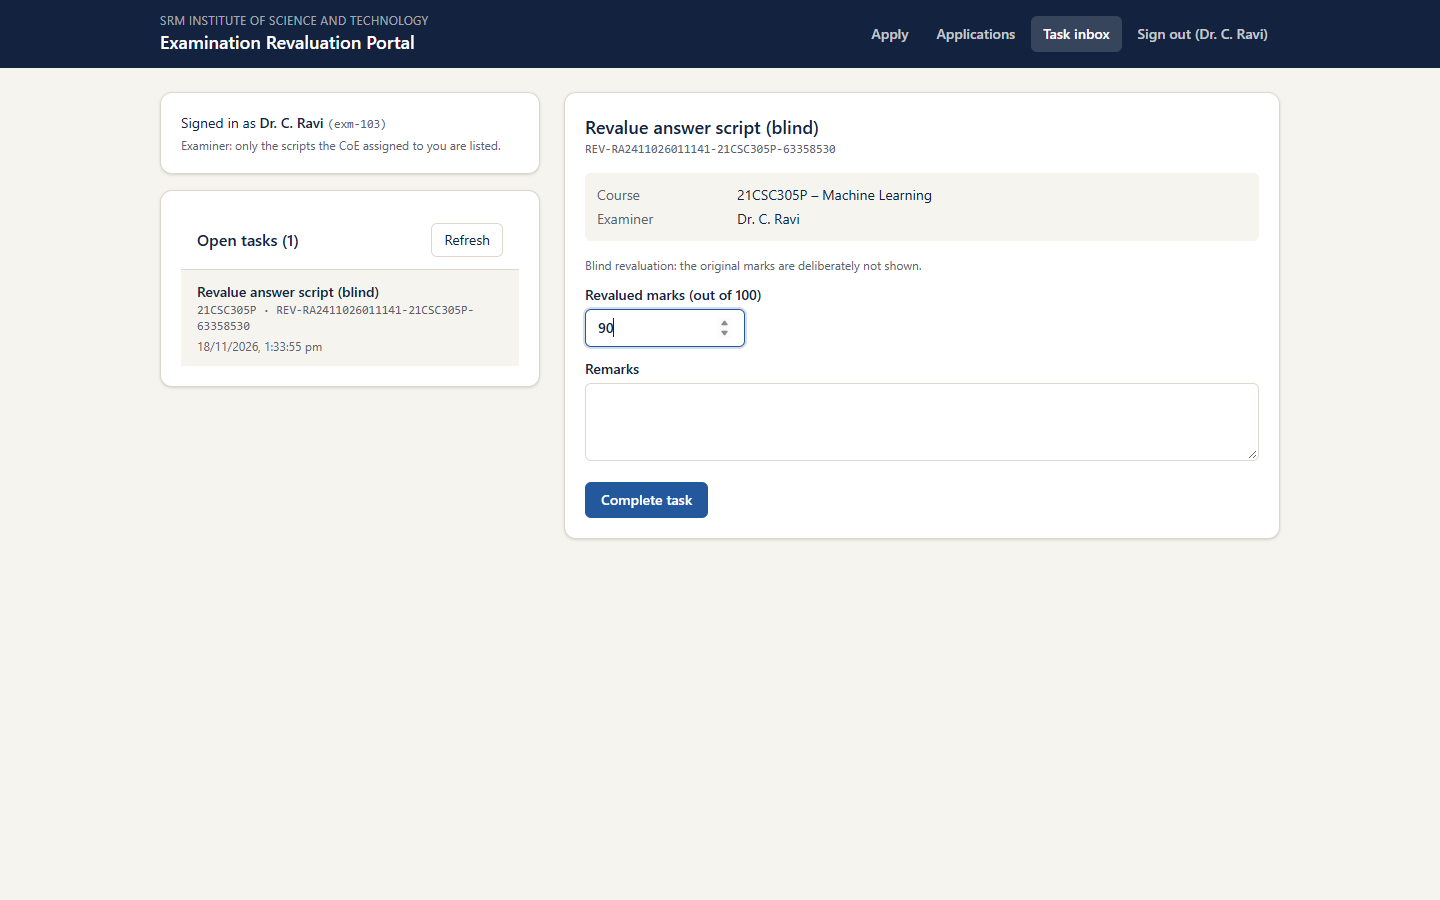 SRM INSTITUTE OF SCIENCE AND TECHNOLOGY
Examination Revaluation Portal
Apply
Applications
Task inbox
Sign out (Dr. C. Ravi)
Signed in as Dr. C. Ravi (exm-103)
Examiner: only the scripts the CoE assigned to you are listed.
Open tasks (1)
Refresh
Revalue answer script (blind)
21CSC305P · REV-RA2411026011141-21CSC305P-
63358530
18/11/2026, 1:33:55 pm
Revalue answer script (blind)
REV-RA2411026011141-21CSC305P-63358530
Course 21CSC305P – Machine Learning
Examiner Dr. C. Ravi
Blind revaluation: the original marks are deliberately not shown.
Revalued marks (out of 100)
90
Remarks
Complete task